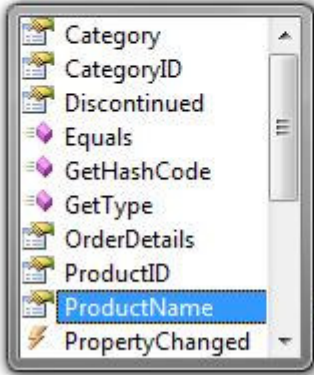 Category
CategoryID
Discontinued
Equals
GetHashCode
GetType
OrderDetails
ProductID
ProductName
PropertyChanged